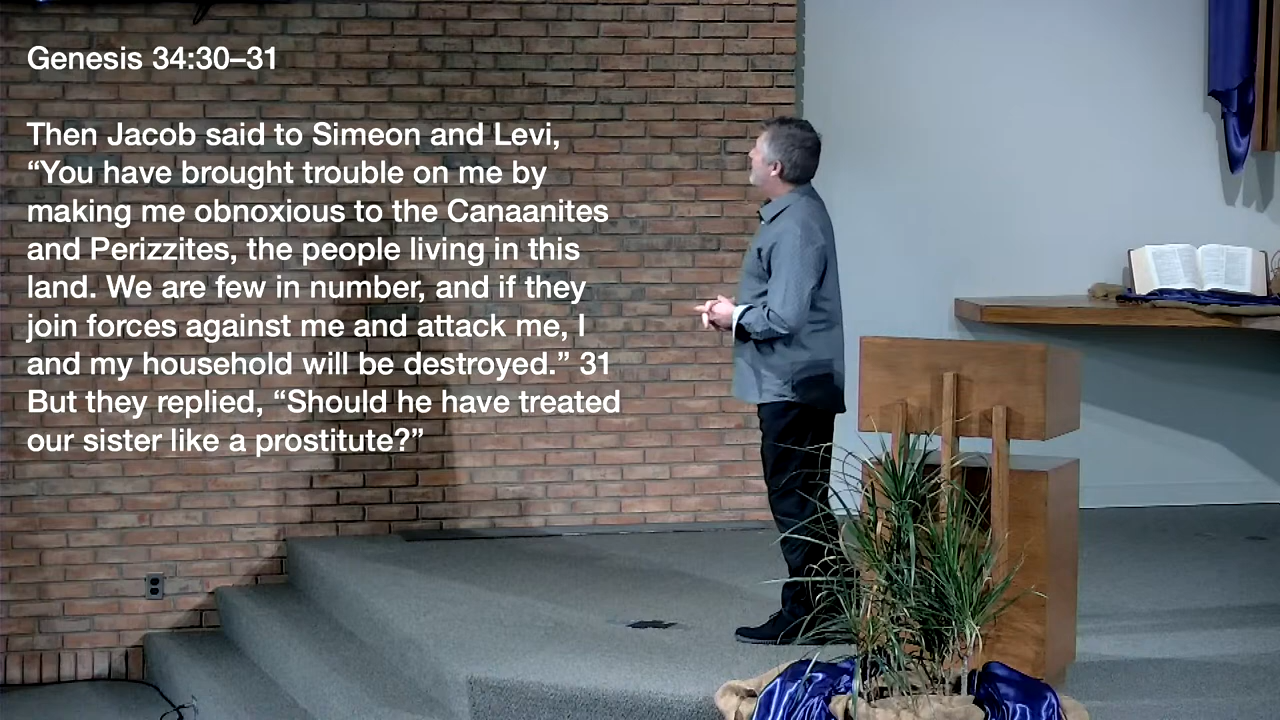 Genesis 34:30–31
Then Jacob said to Simeon and Levi,
“You have brought trouble on me by
making me obnoxious to the Canaanites
and Perizzites, the people living in this
land. We are few in number, and if they
join forces against me and attack me, I
and my household will be destroyed.” 31
But they replied, “Should he have treated
our sister like a prostitute?”